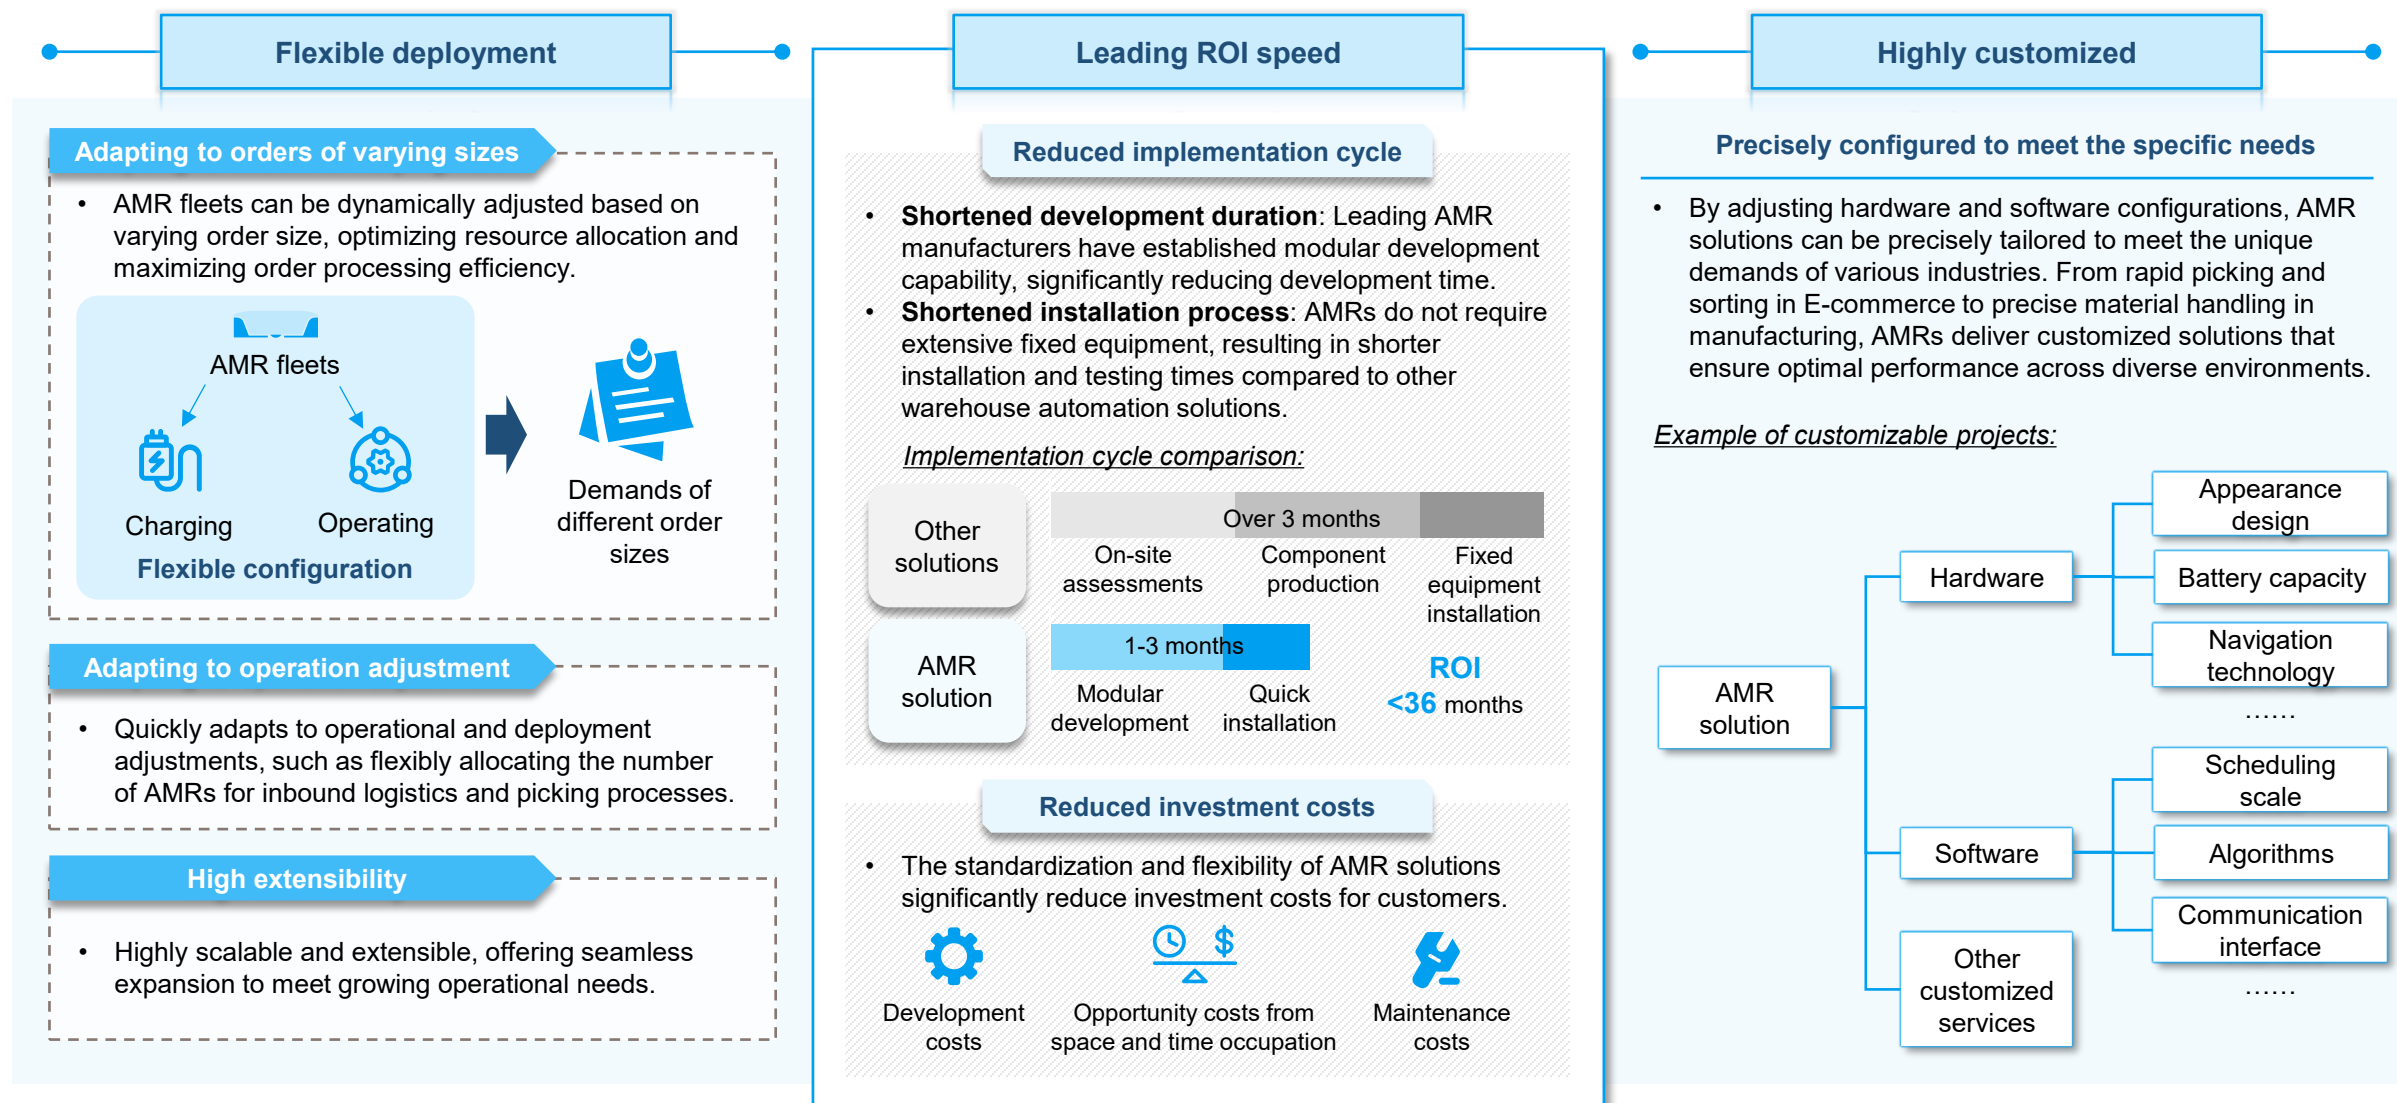 Flexible deployment
Adapting to orders of varying sizes
• AMR fleets can be dynamically adjusted based on
varying order size, optimizing resource allocation and
maximizing order processing efficiency.
AMR fleets
Charging
Operating
Flexible configuration
Demands of
different order
sizes
Adapting to operation adjustment
• Quickly adapts to operational and deployment
adjustments, such as flexibly allocating the number
of AMRs for inbound logistics and picking processes.
High extensibility
• Highly scalable and extensible, offering seamless
expansion to meet growing operational needs.
Leading ROI speed
Reduced implementation cycle
• Shortened development duration: Leading AMR
manufacturers have established modular development
capability, significantly reducing development time.
• Shortened installation process: AMRs do not require
extensive fixed equipment, resulting in shorter
installation and testing times compared to other
warehouse automation solutions.
Implementation cycle comparison:
Other
solutions
Over 3 months
On-site
assessments
Component
production
Fixed
equipment
installation
AMR
solution
1-3 months
Modular
development
Quick
installation
ROI
<36 months
Reduced investment costs
• The standardization and flexibility of AMR solutions
significantly reduce investment costs for customers.
$
Development
costs
Opportunity costs from
space and time occupation
Maintenance
costs
Highly customized
Precisely configured to meet the specific needs
• By adjusting hardware and software configurations, AMR
solutions can be precisely tailored to meet the unique
demands of various industries. From rapid picking and
sorting in E-commerce to precise material handling in
manufacturing, AMRs deliver customized solutions that
ensure optimal performance across diverse environments.
Example of customizable projects:
AMR
solution
Hardware
Appearance
design
Battery capacity
Navigation
technology
……
Software
Scheduling
scale
Algorithms
Communication
interface
……
Other
customized
services